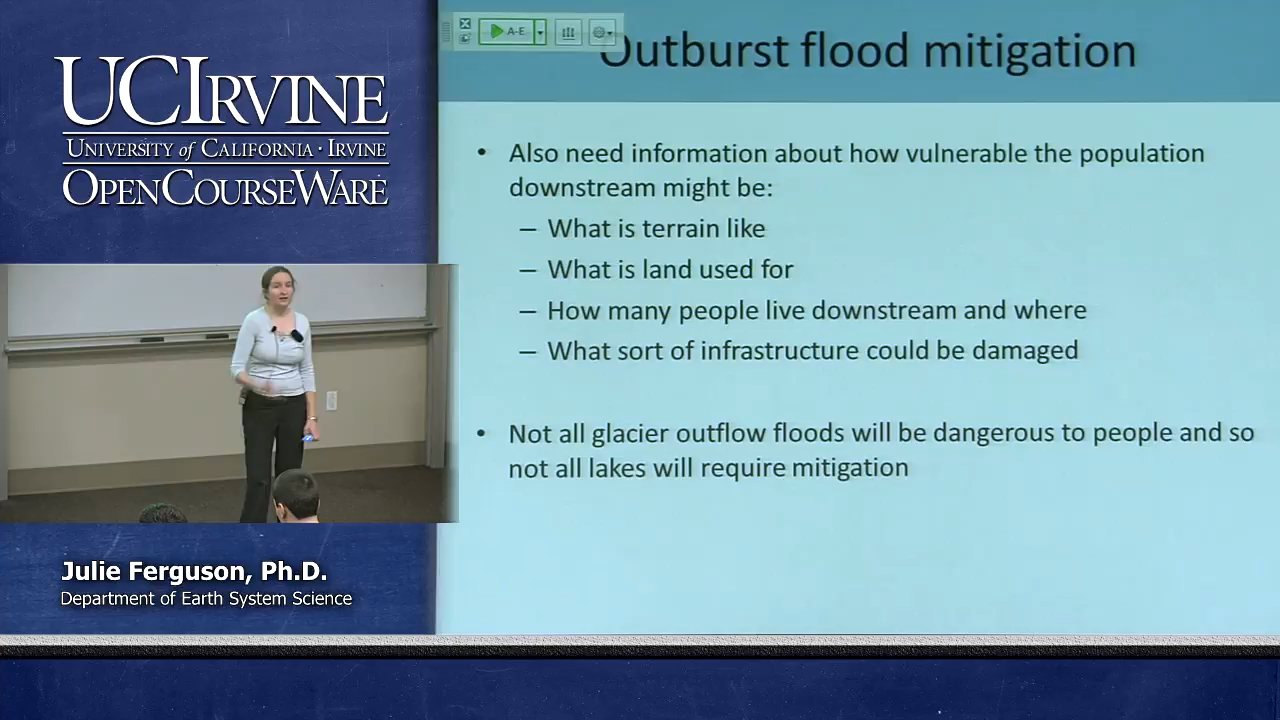 UCIRVINE
UNIVERSITY of CALIFORNIA · IRVINE
OPENCOURSEWARE
Julie Ferguson, Ph.D.
Department of Earth System Science
A-E
Outburst flood mitigation
• Also need information about how vulnerable the population
downstream might be:
– What is terrain like
– What is land used for
– How many people live downstream and where
– What sort of infrastructure could be damaged
• Not all glacier outflow floods will be dangerous to people and so
not all lakes will require mitigation